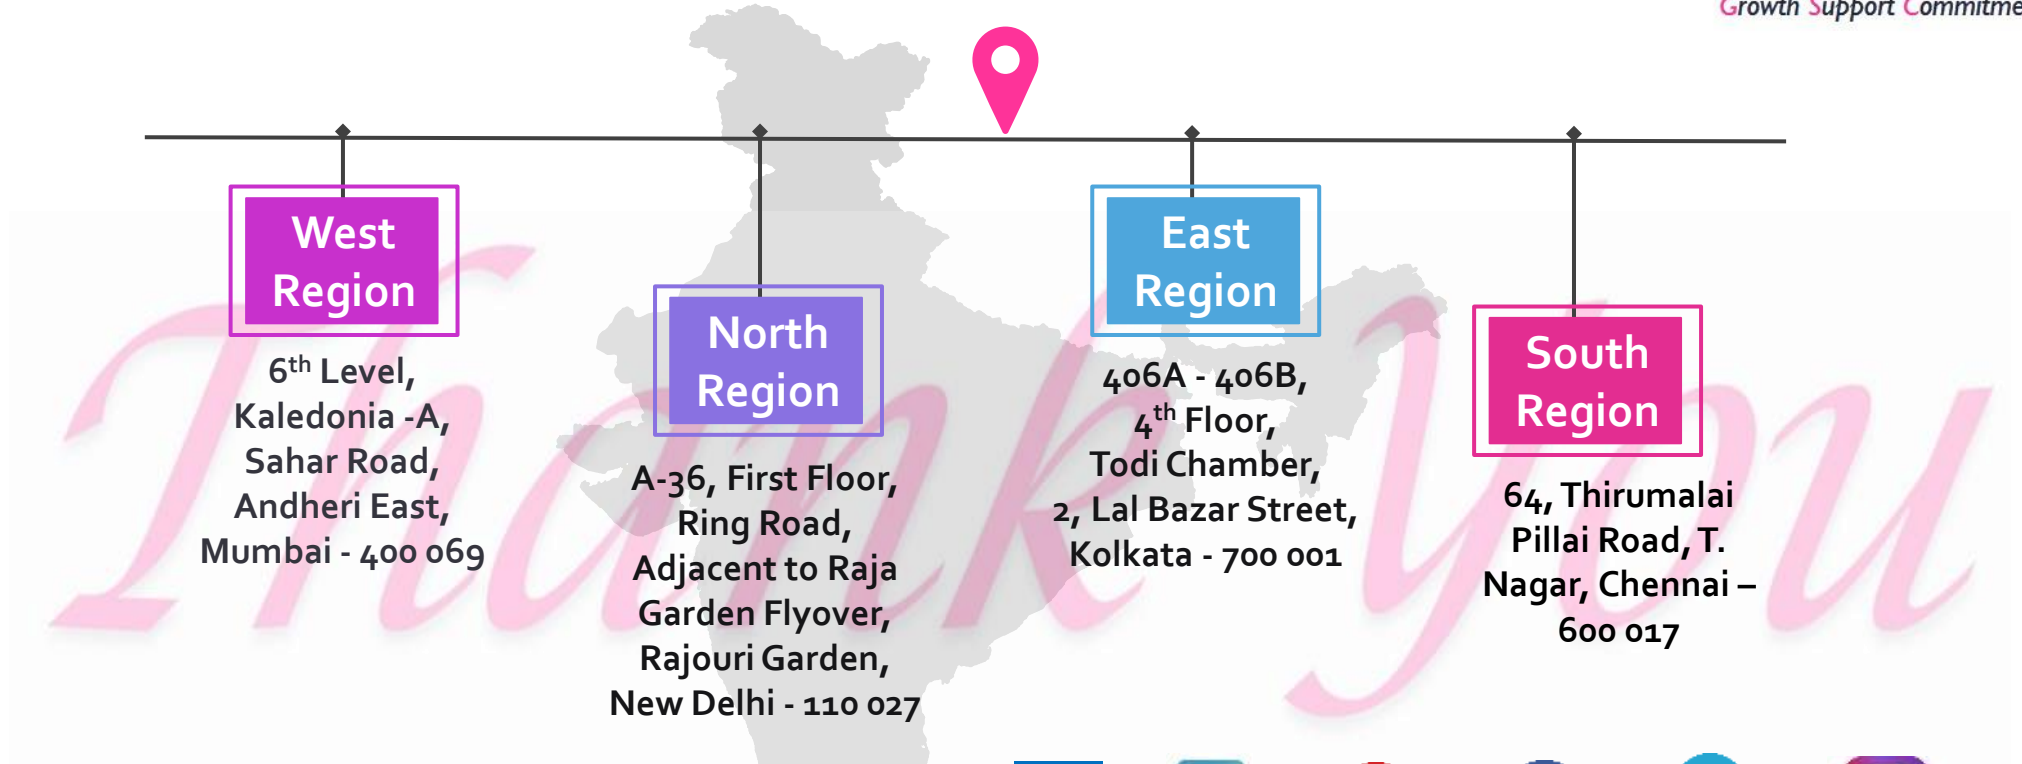 Growth Support Commitme
West
Region
6th Level,
Kaledonia -A,
Sahar Road,
Andheri East,
Mumbai - 400 069
North
Region
A-36, First Floor,
Ring Road,
Adjacent to Raja
Garden Flyover,
Rajouri Garden,
New Delhi - 110 027
East
Region
406A - 406B,
4th Floor,
Todi Chamber,
2, Lal Bazar Street,
Kolkata - 700 001
South
Region
64, Thirumalai
Pillai Road, T.
Nagar, Chennai –
600 017
Thank You